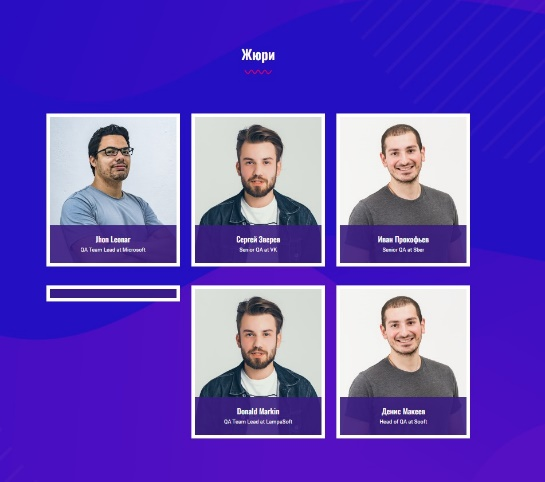 Жюри
Jhon Leonar
QA Team Lead at Microsoft
Сергей Зверев
Senior QA at VK
Иван Прокофьев
Senior QA at Sber
Donald Markin
QA Team Lead at LampaSoft
Денис Макеев
Head of QA at Sooft